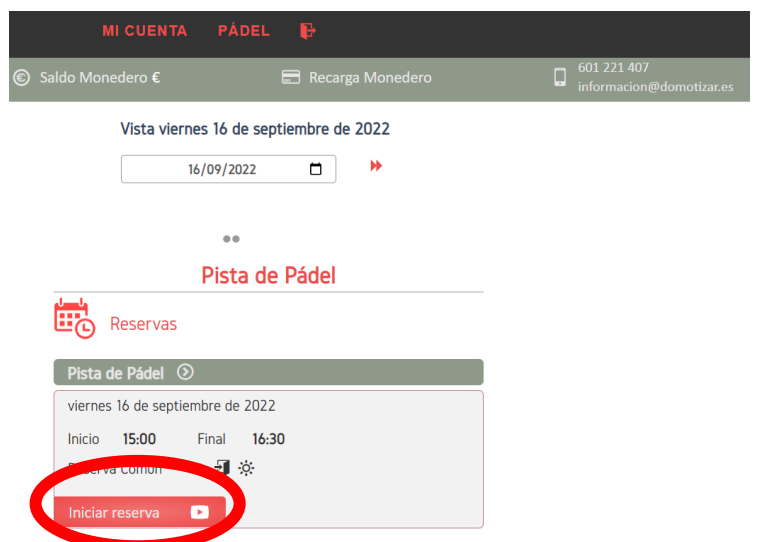 MI CUENTA PÁDEL
Saldo Monedero € Recarga Monedero 601 221 407
informacion@domotizar.es
Vista viernes 16 de septiembre de 2022
16/09/2022
Pista de Pádel
Reservas
Pista de Pádel
viernes 16 de septiembre de 2022
Inicio 15:00 Final 16:30
Reserva Común
Iniciar reserva